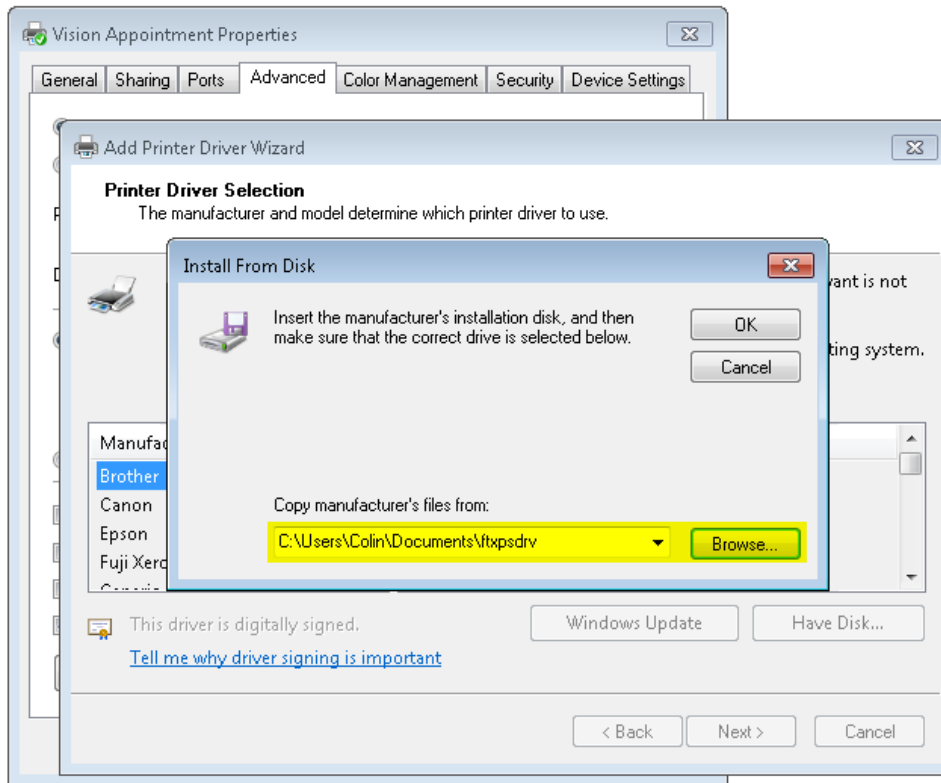 Vision Appointment Properties
General Sharing Ports Advanced Color Management Security Device Settings
Add Printer Driver Wizard
Printer Driver Selection
The manufacturer and model determine which printer driver to use.
Install From Disk
Insert the manufacturer's installation disk, and then
make sure that the correct drive is selected below.
OK
Cancel
is not
system.
Brother
Canon
Epson
Fuji
Copy manufacturer's files from:
C:\Users\Colin\Documents\ftxpsdrv
Browse...
This driver is digitally signed.
Tell me why driver signing is important
Windows Update
Have Disk...
< Back
Next >
Cancel